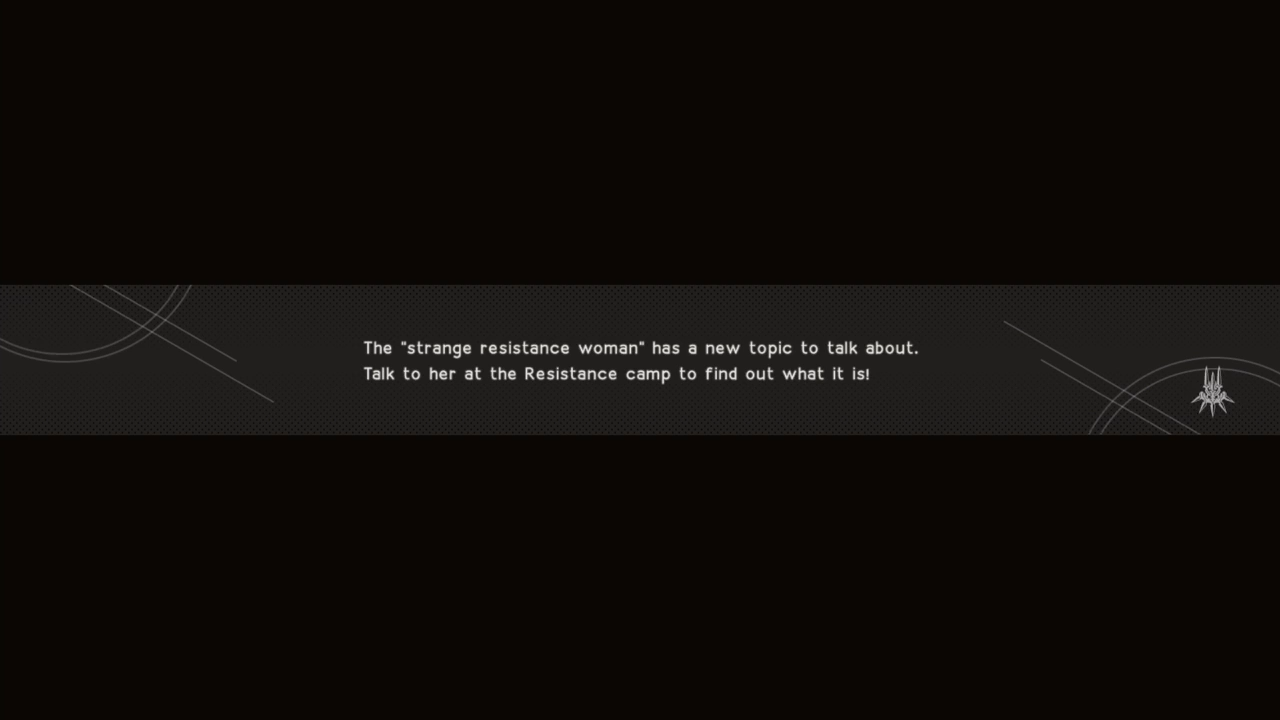 The "strange resistance woman" has a new topic to talk about.
Talk to her at the Resistance camp to find out what it is!